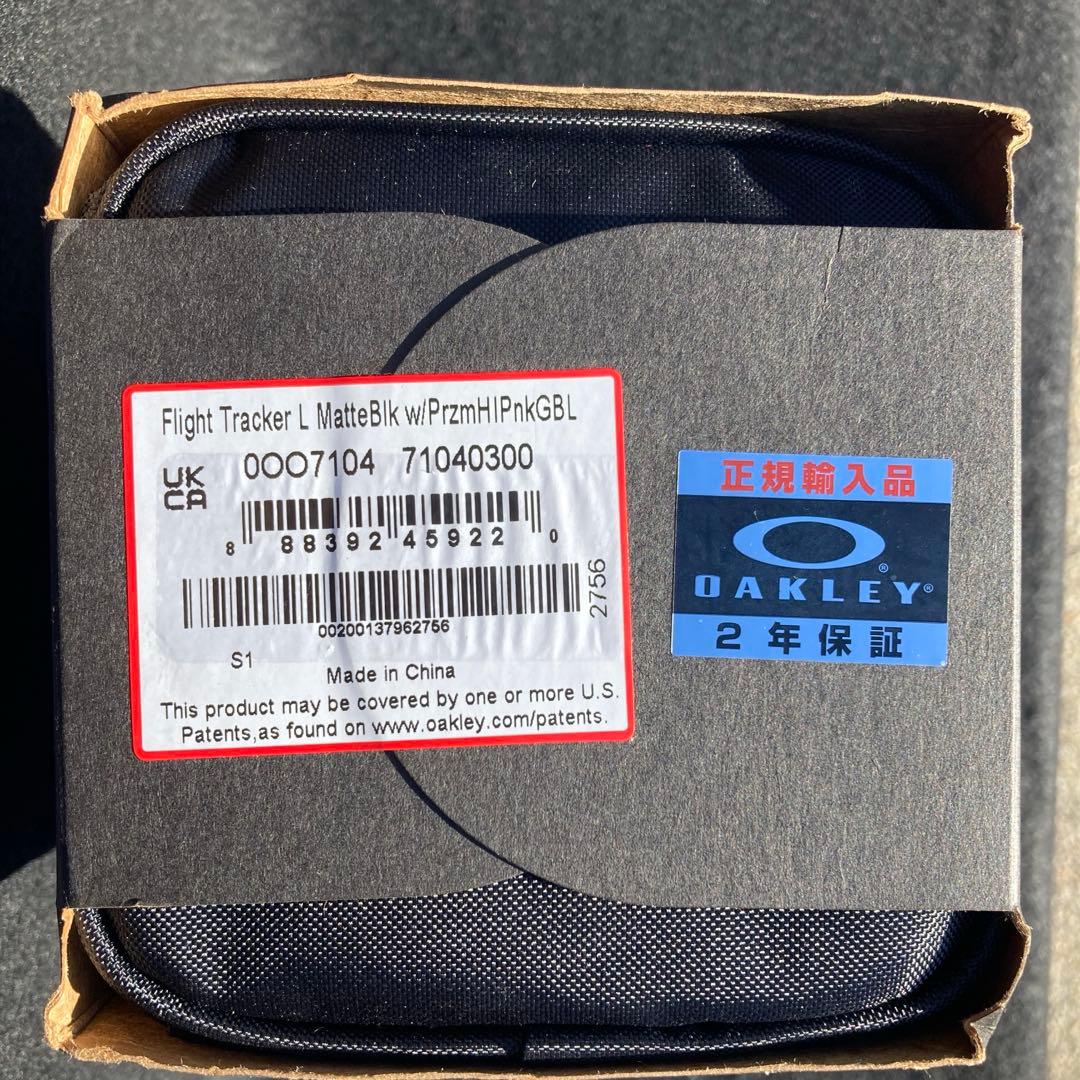 Flight Tracker L MatteBlk w/PrzmHIPnkGBL
UK
CA
0OO7104 71040300
8 88392 45922 0
2756
00200137962756
S1
Made in China
This product may be covered by one or more U.S.
Patents,as found on www.oakley.com/patents.
正規輸入品
®
OAKLEY®
2年保証